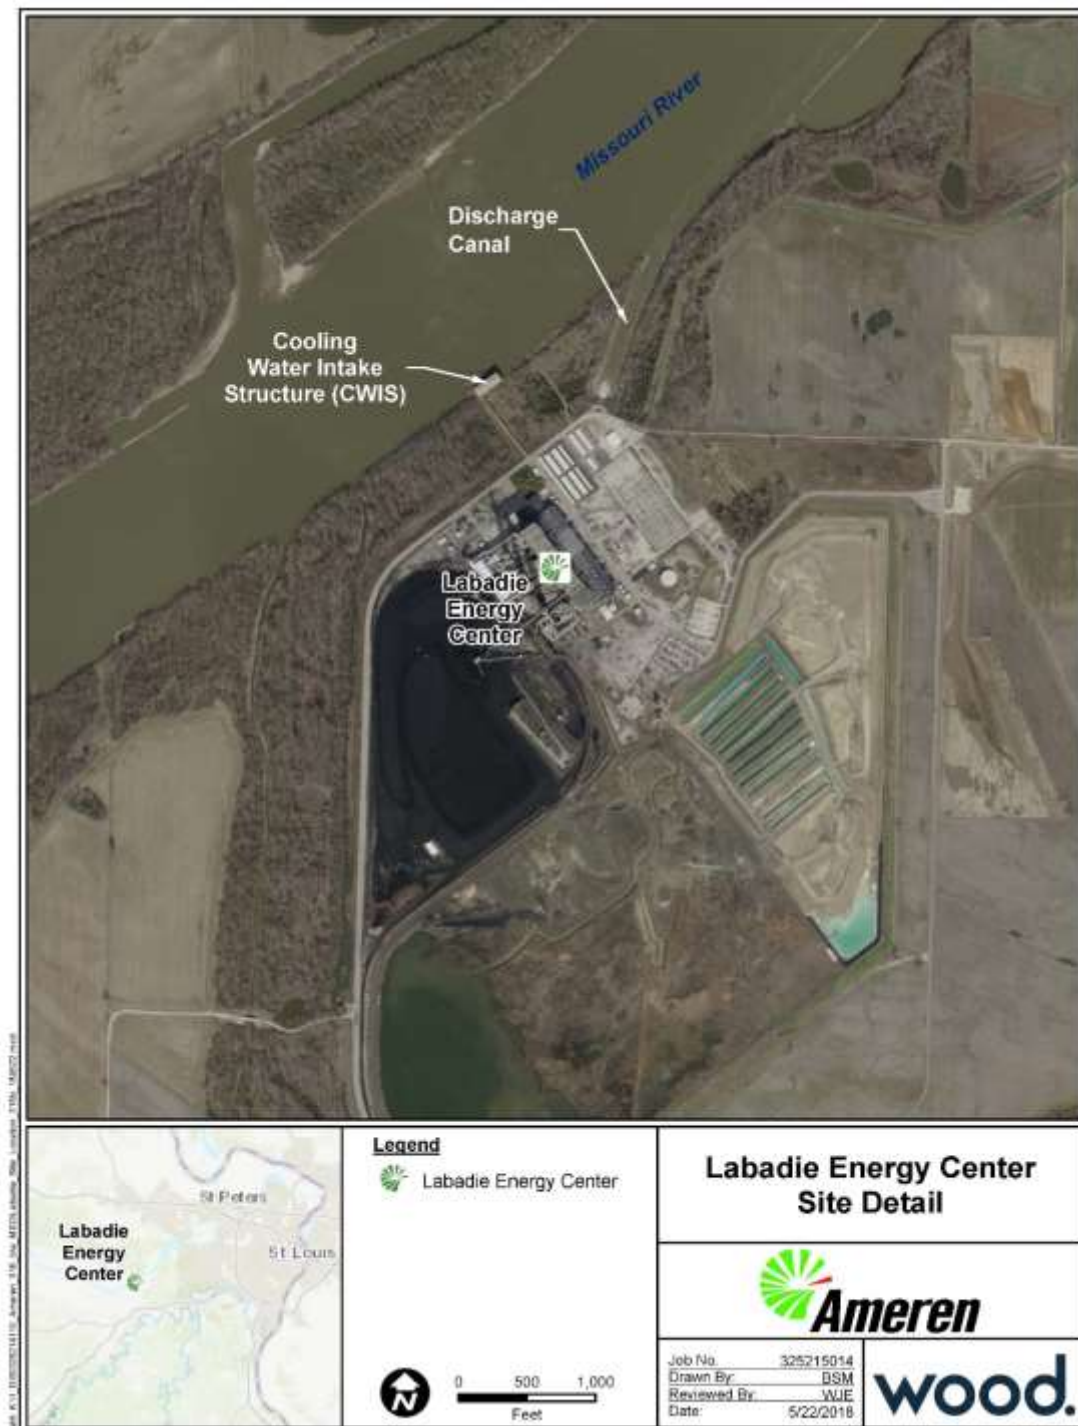 Missouri River
Discharge
Canal
Cooling
Water Intake
Structure (CWIS)
Labadie
Energy
Center
St Peters
St Louis
Labadie
Energy
Center
Legend
Labadie Energy Center
N
0 500 1,000
Feet
Labadie Energy Center
Site Detail
Ameren
Job No. 325215014
Drawn By: BSM
Reviewed By: WJE
Date: 5/22/2018
wood.